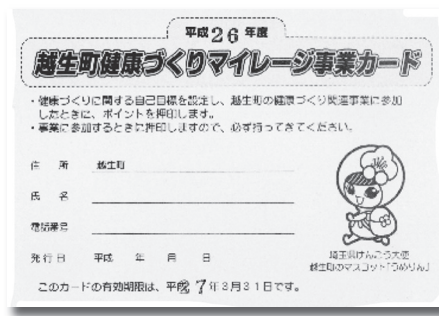 平成26年度
越生町健康づくりマイレージ事業カード
・健康づくりに関する自己目標を設定し、越生町の健康づくり関連事業に参加
したときに、ポイントを押印します。
・事業に参加するときに押印しますので、必ず持ってきてください。
住 所 越生町
氏 名
電話番号
発行日 平成 年 月 日
埼玉県けんこう大使
越生町のマスコット「うめりん」
このカードの有効期限は、平成27年3月31日です。